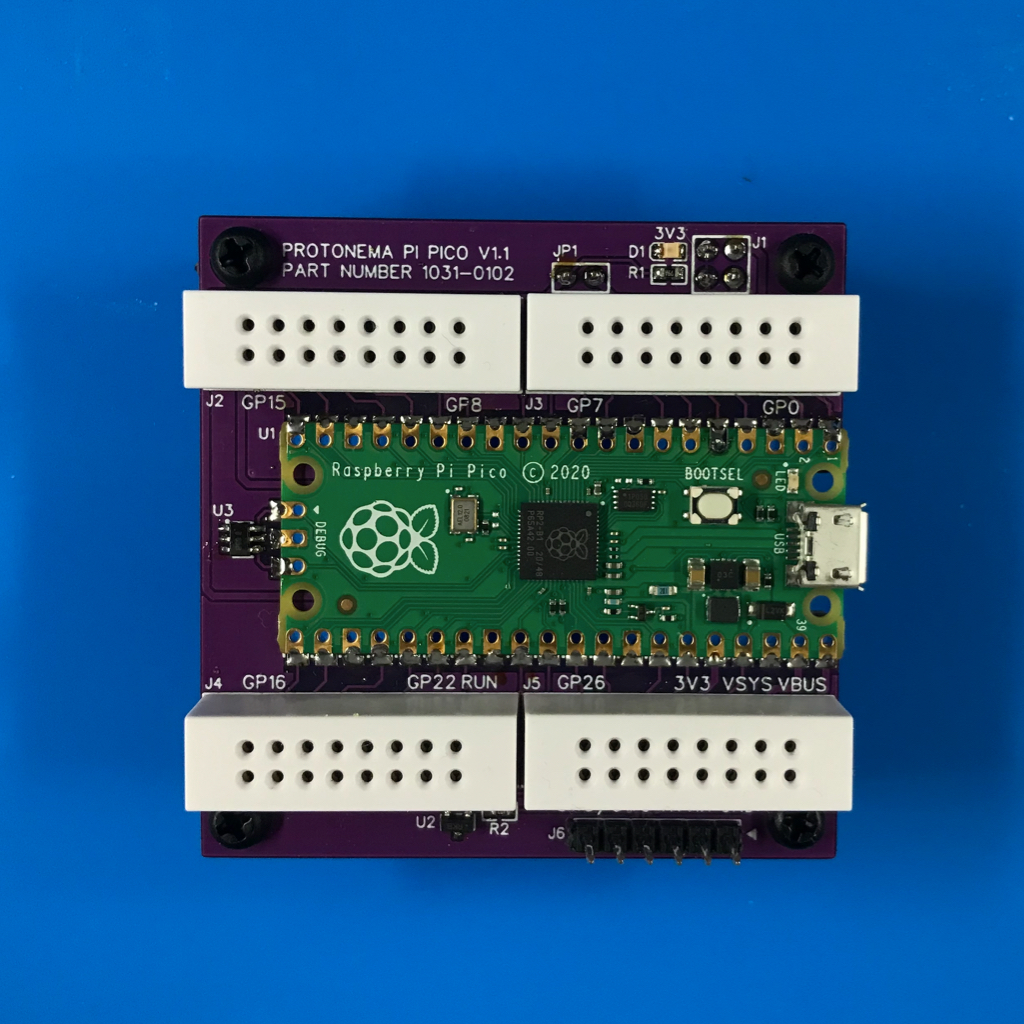 PROTONEMA PI PICO V1.1
PART NUMBER 1031-0102
JP1
3V3
D1
R1
J1
J2 GP15 GP8 J3 GP7 GP0
U1
2 1
Raspberry Pi Pico © 2020
BOOTSEL
LED
U3
DEBUG
USB
39
J4 GP16 GP22 RUN J5 GP26 3V3 VSYS VBUS
U2 R2 J6